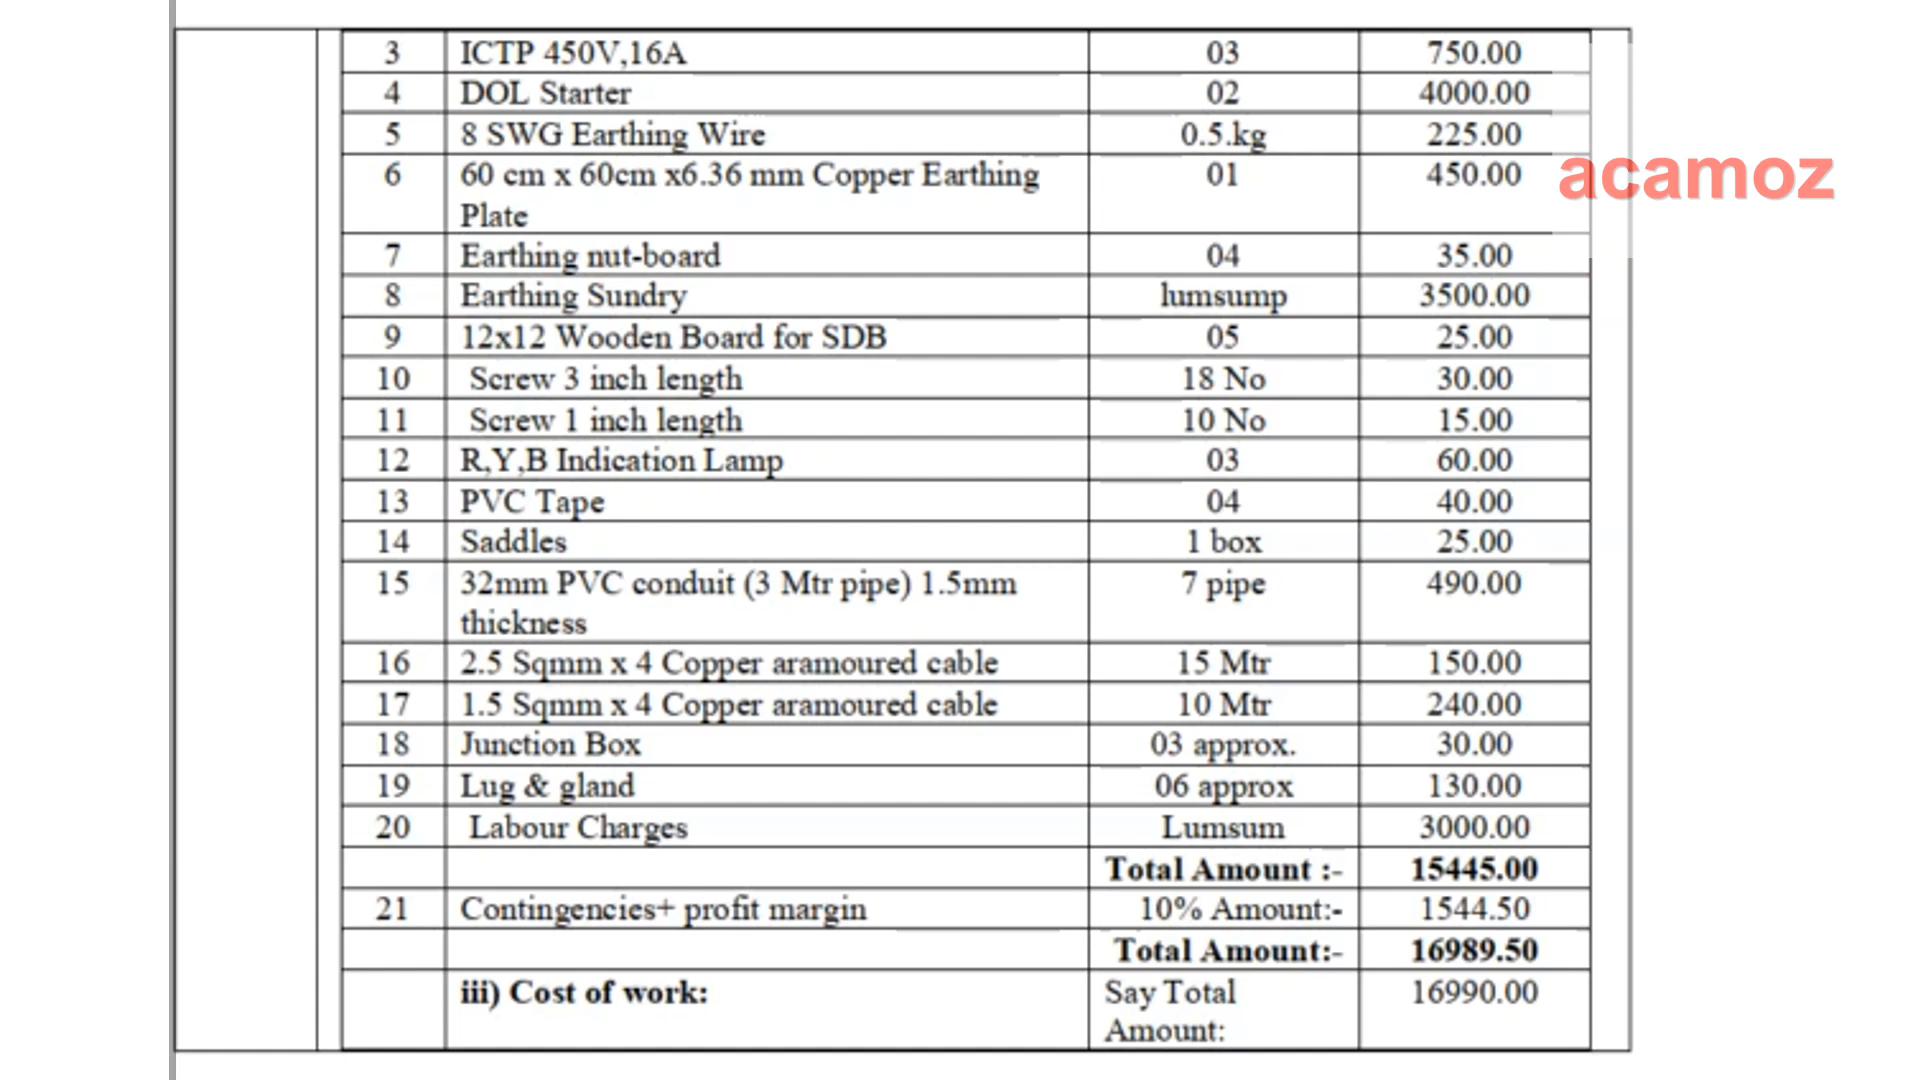 3 ICTP 450V,16A 03 750.00
4 DOL Starter 02 4000.00
5 8 SWG Earthing Wire 0.5.kg 225.00
acamoz
6 60 cm x 60cm x6.36 mm Copper Earthing 01 450.00
Plate
7 Earthing nut-board 04 35.00
8 Earthing Sundry lumsump 3500.00
9 12x12 Wooden Board for SDB 05 25.00
10 Screw 3 inch length 18 No 30.00
11 Screw 1 inch length 10 No 15.00
12 R,Y,B Indication Lamp 03 60.00
13 PVC Tape 04 40.00
14 Saddles 1 box 25.00
15 32mm PVC conduit (3 Mtr pipe) 1.5mm 7 pipe 490.00
thickness
16 2.5 Sqmm x 4 Copper aramoured cable 15 Mtr 150.00
17 1.5 Sqmm x 4 Copper aramoured cable 10 Mtr 240.00
18 Junction Box 03 approx. 30.00
19 Lug & gland 06 approx 130.00
20 Labour Charges Lumsum 3000.00
Total Amount :- 15445.00
21 Contingencies+ profit margin 10% Amount:- 1544.50
Total Amount:- 16989.50
iii) Cost of work: Say Total 16990.00
Amount: